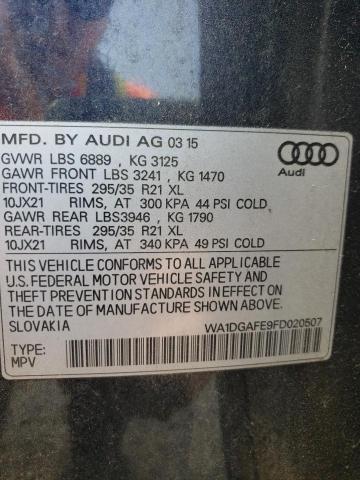 MFD. BY AUDI AG 03 15
GVWR LBS 6889 , KG 3125
GAWR FRONT LBS 3241 , KG 1470
FRONT-TIRES 295/35 R21 XL
10JX21 RIMS, AT 300 KPA 44 PSI COLD
GAWR REAR LBS3946 , KG 1790
REAR-TIRES 295/35 R21 XL
10JX21 RIMS, AT 340 KPA 49 PSI COLD
Audi
THIS VEHICLE CONFORMS TO ALL APPLICABLE
U.S. FEDERAL MOTOR VEHICLE SAFETY AND
THEFT PREVENTION STANDARDS IN EFFECT ON
THE DATE OF MANUFACTURE SHOWN ABOVE
SLOVAKIA
WA1DGAFE9FD020507
TYPE:
MPV